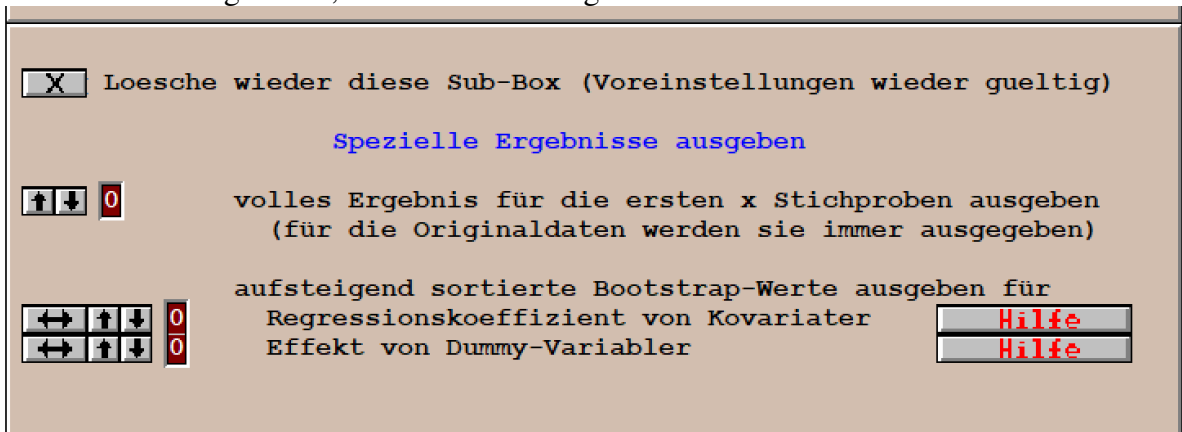 X Loesche wieder diese Sub-Box (Voreinstellungen wieder gueltig)
Spezielle Ergebnisse ausgeben
0 volles Ergebnis für die ersten x Stichproben ausgeben
(für die Originaldaten werden sie immer ausgegeben)
aufsteigend sortierte Bootstrap-Werte ausgeben für
0 Regressionskoeffizient von Kovariater Hilfe
0 Effekt von Dummy-Variabler Hilfe